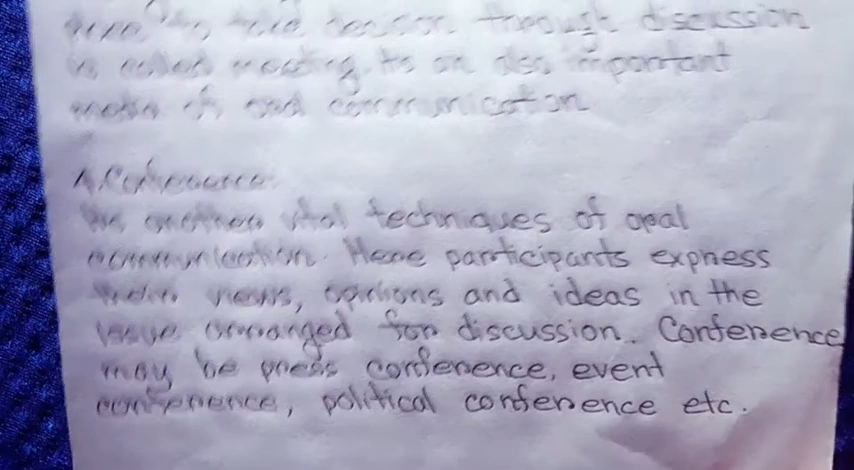 to take decision through discussion
is called meeting. Its an also important
media of oral communication.
4. Conference:
Its another vital techniques of oral
communication. Here participants express
their views, opinions and ideas in the
issue arranged for discussion. Conference
may be press conference, event
conference, political conference etc.